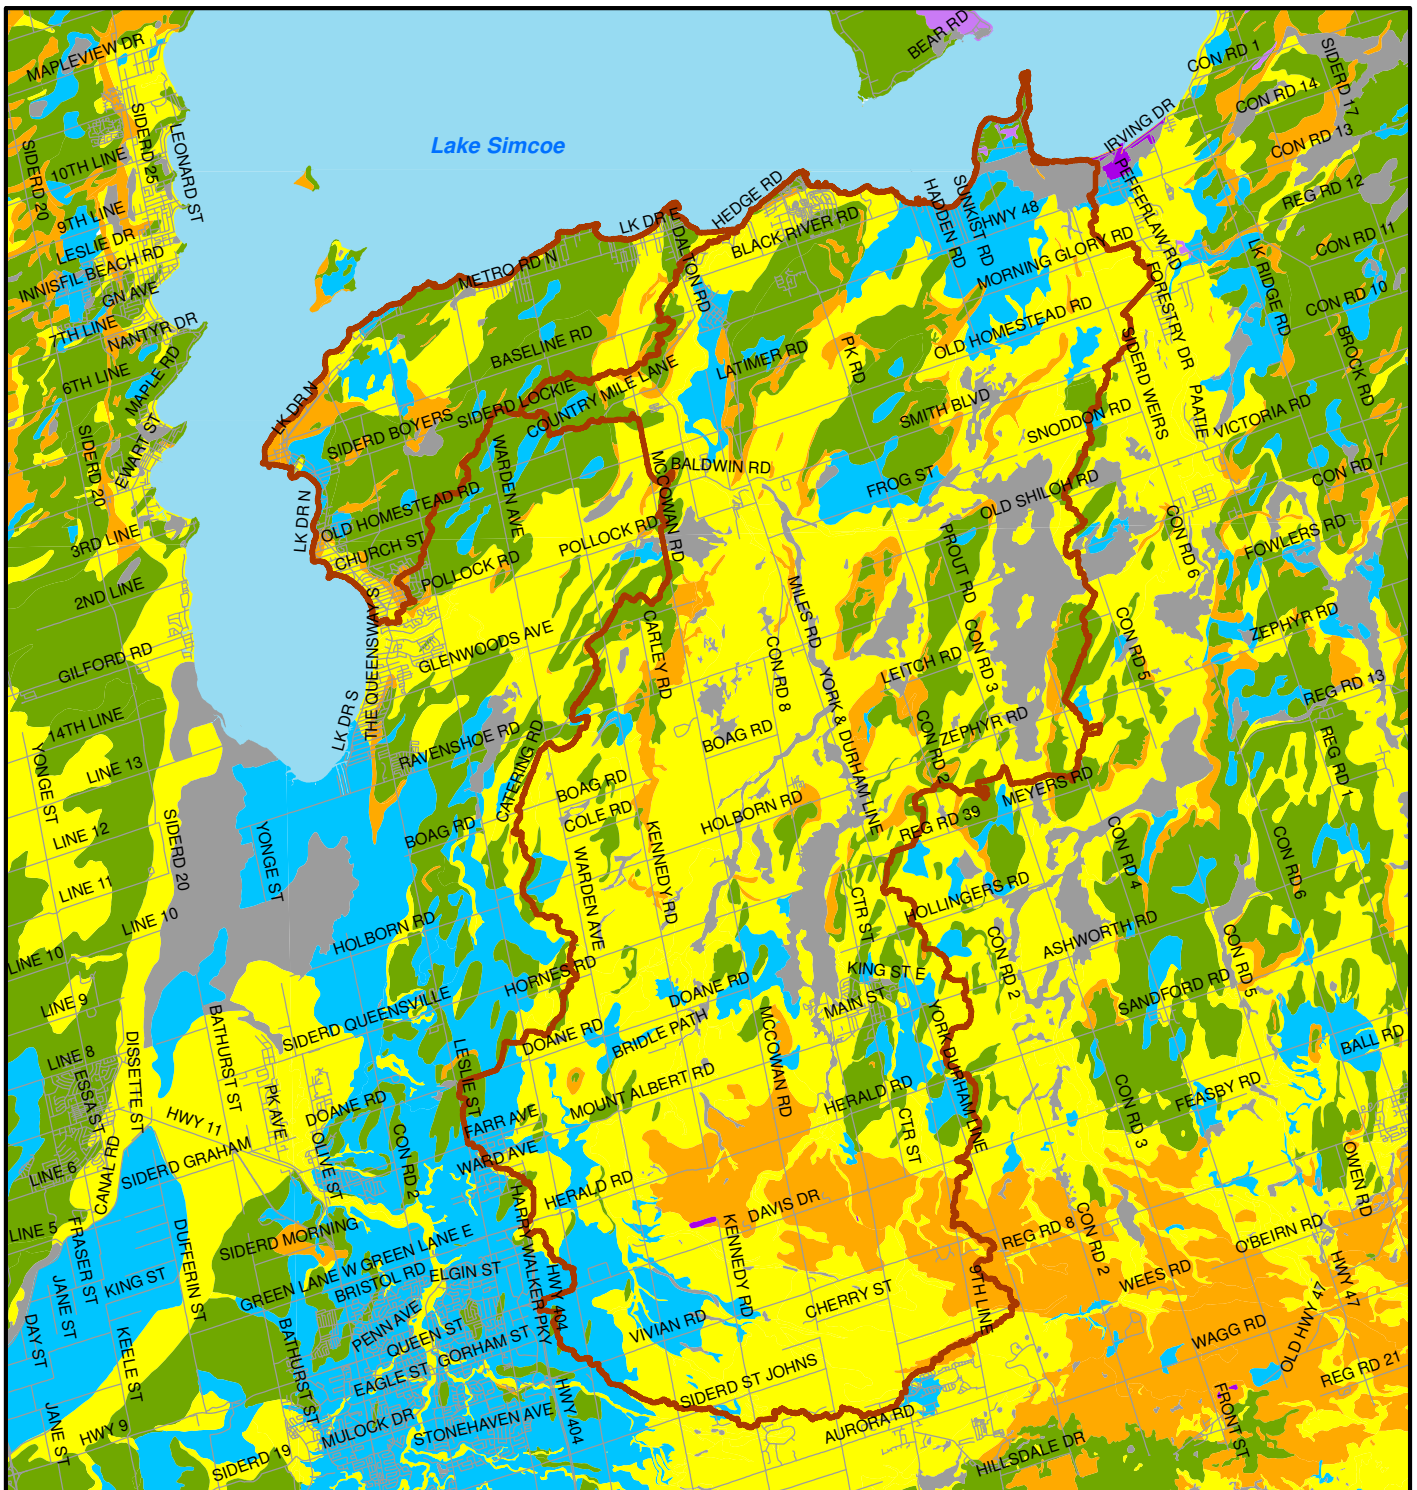 BEAR RD
MAPLEVIEW DR
CON RD 1
SIDERD 17
CON RD 14
SIDERD 25
LEONARD ST
Lake Simcoe
IRVING DR
CON RD 13
SIDERD 20
10TH LINE
PEFFERLAW RD
REG RD 12
HEDGE RD
HADDEN RD
SUNKIST RD
HWY 48
9TH LINE
LK DR E
BLACK RIVER RD
CON RD 11
LESLIE DR
DALTON RD
MORNING GLORY RD
LK RIDGE RD
INNISFIL BEACH RD
METRO RD N
FORESTRY DR
CON RD 10
GN AVE
7TH LINE
NANTYR DR
BASELINE RD
OLD HOMESTEAD RD
SIDERD WEIRS
BROCK RD
6TH LINE
MAPLE RD
LATIMER RD
PK RD
PAATIE
LK DR N
SIDERD BOYERS
SIDERD LOCKIE
COUNTRY MILE LANE
SMITH BLVD
SNODDON RD
VICTORIA RD
SIDERD 20
EWART ST
WARDEN AVE
MCCOWAN RD
BALDWIN RD
FROG ST
OLD SHILOH RD
CON RD 7
LK DR N
OLD HOMESTEAD RD
3RD LINE
CHURCH ST
POLLOCK RD
POLLOCK RD
PROUT RD
CON RD 6
FOWLERS RD
2ND LINE
THE QUEENSWAY S
GLENWOODS AVE
MILES RD
CON RD 3
CON RD 5
ZEPHYR RD
GILFORD RD
CARLEY RD
CON RD 8
LEITCH RD
REG RD 13
14TH LINE
LK DR S
RAVENSHOE RD
CATERING RD
BOAG RD
YORK & DURHAM LINE
CON RD 2
ZEPHYR RD
REG RD 1
YONGE ST
LINE 13
BOAG RD
COLE RD
HOLBORN RD
MEYERS RD
LINE 12
SIDERD 20
YONGE ST
BOAG RD
KENNEDY RD
REG RD 39
CON RD 4
CON RD 6
LINE 11
WARDEN AVE
CTR ST
HOLLINGERS RD
LINE 10
HOLBORN RD
ASHWORTH RD
LINE 10
HORNES RD
DOANE RD
KING ST E
CON RD 2
CON RD 5
LINE 9
SIDERD QUEENSVILLE
MAIN ST
SANDFORD RD
BATHURST ST
DISSETTE ST
DOANE RD
BRIDLE PATH
MCCOWAN RD
YORK DURHAM LINE
BALL RD
LINE 8
LESLIE ST
ESSA ST
PK AVE
DOANE RD
MOUNT ALBERT RD
HERALD RD
CON RD 3
FEASBY RD
HWY 11
FARR AVE
CTR ST
LINE 6
CANAL RD
SIDERD GRAHAM
OLIVE ST
CON RD 2
WARD AVE
OWEN RD
HERALD RD
DAVIS DR
LINE 5
FRASER ST
DUFFERIN ST
SIDERD MORNING
HARRY WALKER PKY
KENNEDY RD
REG RD 8
CON RD 2
O'BEIRN RD
JANE ST
KING ST
GREEN LANE W
GREEN LANE E
BRISTOL RD
ELGIN ST
HWY 404
CHERRY ST
9TH LINE
WEES RD
HWY 47
DAY ST
KEELE ST
BATHURST ST
PENN AVE
QUEEN ST
GORHAM ST
VIVIAN RD
WAGG RD
OLD HWY 47
EAGLE ST
SIDERD ST JOHNS
REG RD 21
JANE ST
HWY 9
SIDERD 19
MULOCK DR
STONEHAVEN AVE
HWY 404
AURORA RD
HILLSDALE DR
FRONT ST